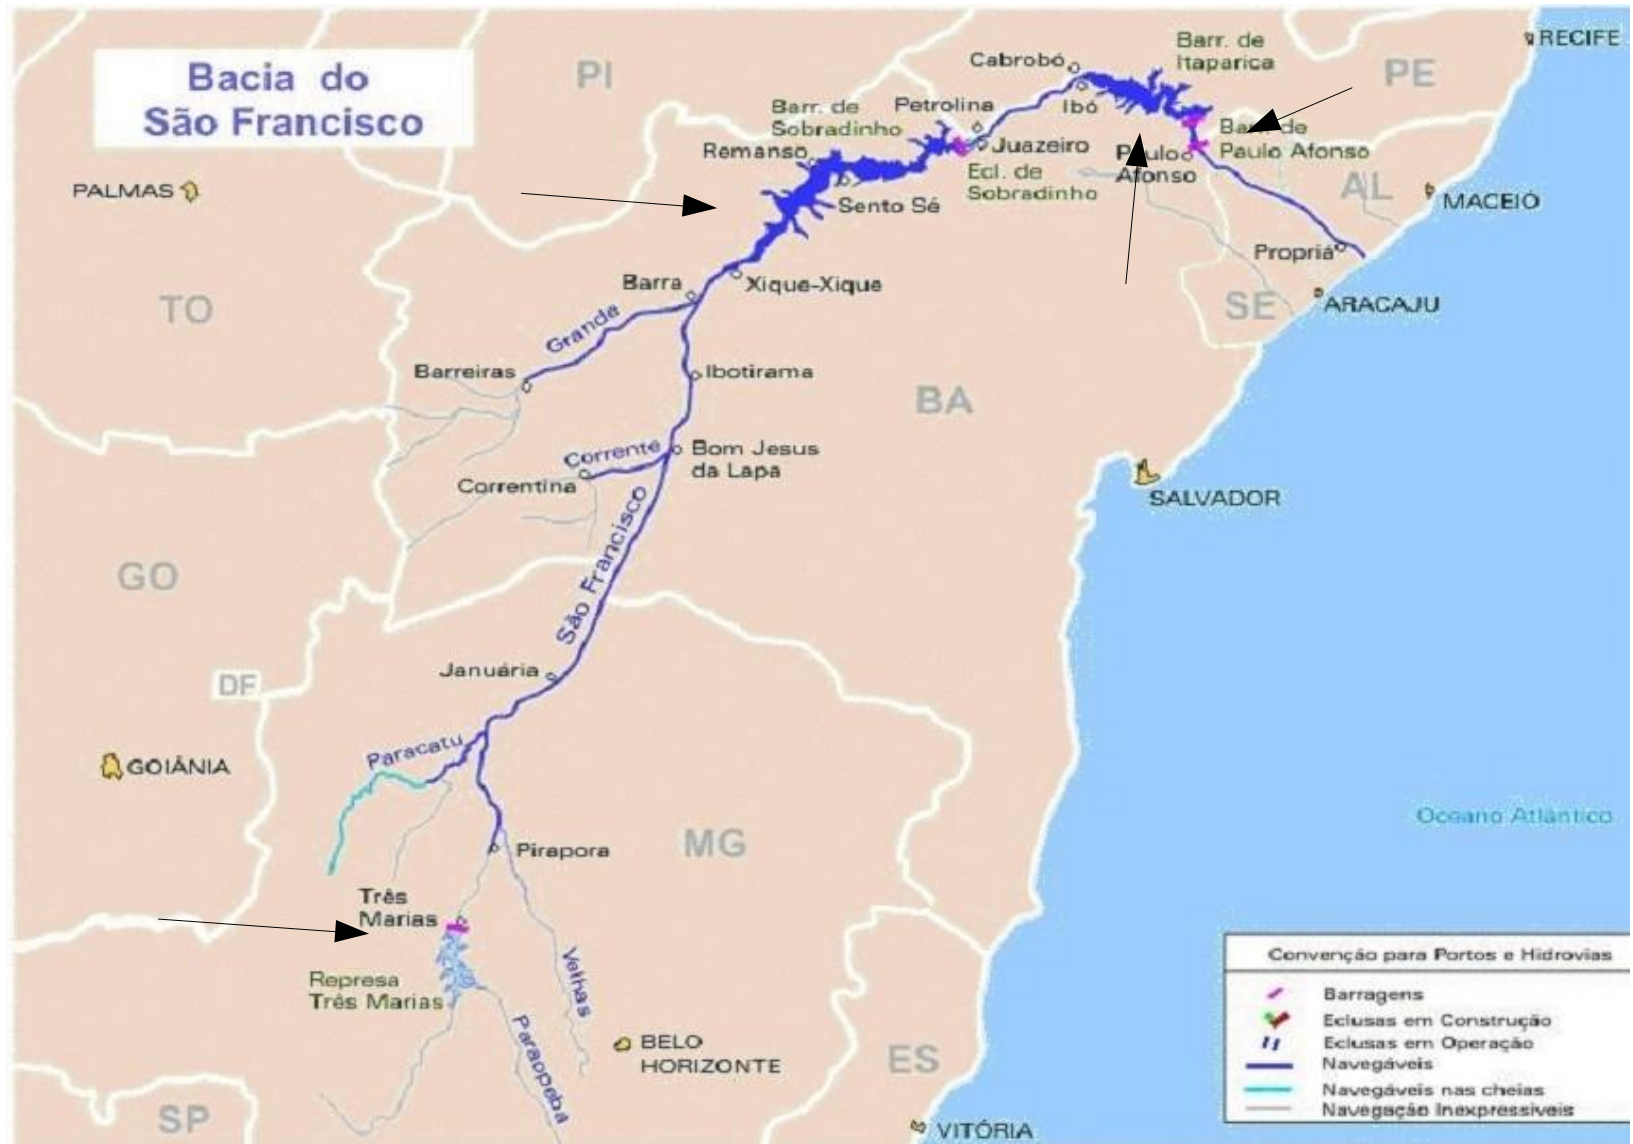 Bacia do
São Francisco
PI
PE
RECIFE
Barr. de
Itaparica
Cabrobó
Ibó
Petrolina
Barr. de
Sobradinho
Remanso
Juazeiro
Ecl. de
Sobradinho
Sento Sé
Barr. de
Paulo Afonso
Paulo
Afonso
AL
MACEIÓ
PALMAS
Propriá
Barra
Xique-Xique
TO
SE
ARACAJU
Grande
Barreiras
Ibotirama
BA
Corrente
Bom Jesus
da Lapa
Correntina
SALVADOR
São Francisco
GO
Januária
DF
Paracatu
GOIÂNIA
Oceano Atlântico
MG
Pirapora
Três
Marias
Represa
Três Marias
Velhas
Paraopeba
BELO
HORIZONTE
ES
SP
VITÓRIA
Convenção para Portos e Hidrovias
Barragens
Eclusas em Construção
Eclusas em Operação
Navegáveis
Navegáveis nas cheias
Navegação Inexpressíveis